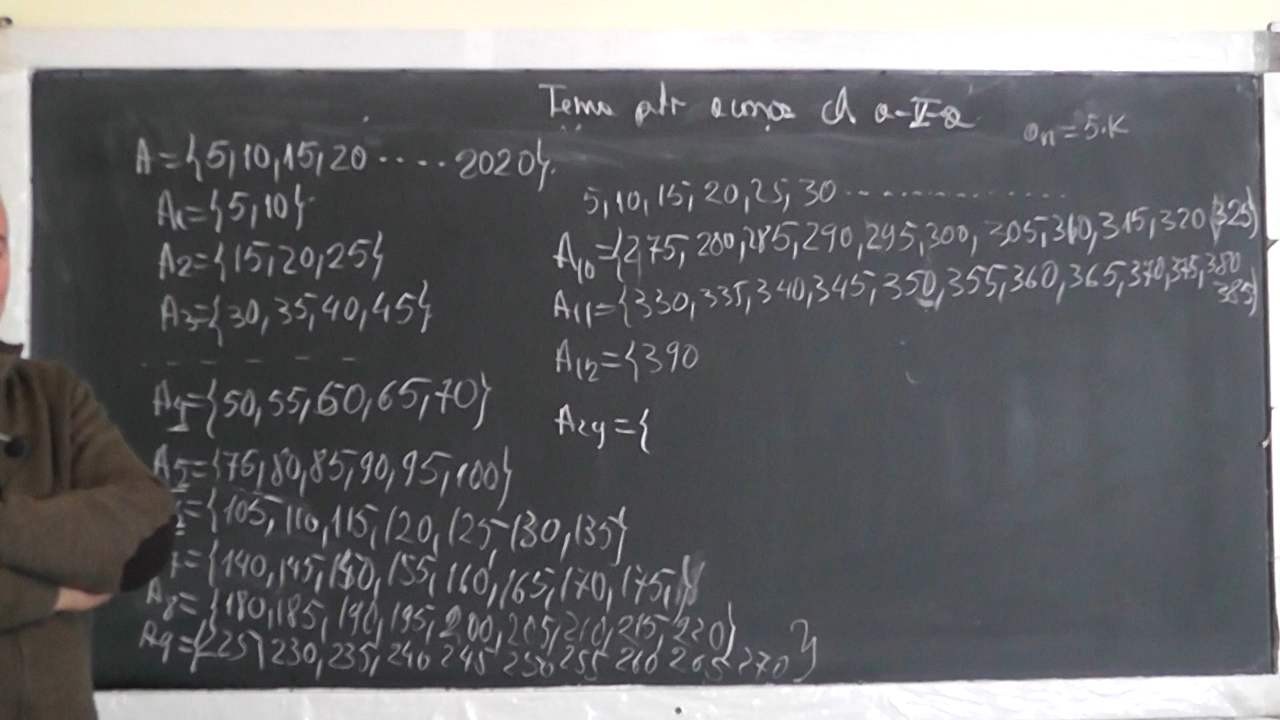 Tema ptr acasă cl a-V-a
an = 5.K
A={5,10,15,20.....2020}.
A1={5,10}
A2={15,20,25}
A3={30,35,40,45}
- - - - -
A4={50,55,60,65,70}
A5={76,80,85,90,95,100}
={105,110,115,120,125,130,135}
7={140,145,150,155,160,165,170,175,}
A8={180,185,190,195,200,205,210,215,220}
A9={225,230,235,240 245 250 255 260 265 270}
5,10,15,20,25,30...............
A10={275,280,285,290,295,300,305,310,315,320,325}
A11={330,335,340,345,350,355,360,365,370,375,380
385}
A12={390
A24={